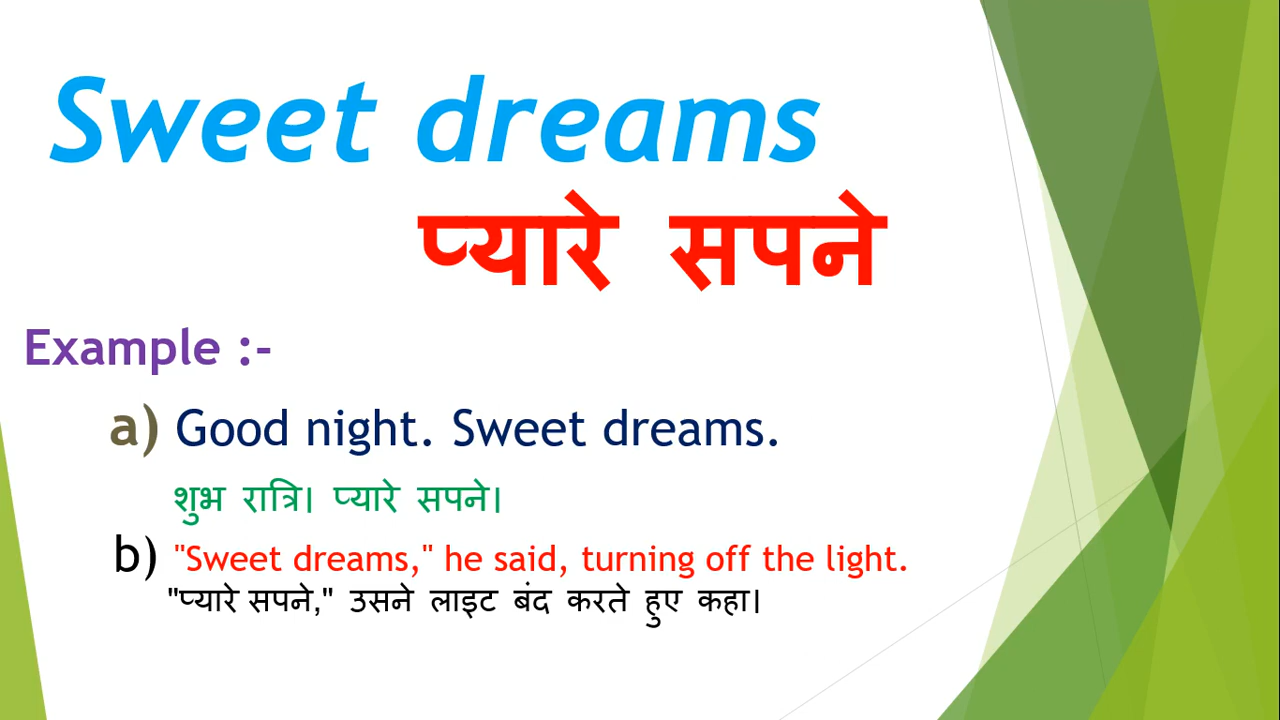 Sweet dreams
प्यारे सपने
Example :-
a) Good night. Sweet dreams.
शुभ रात्रि। प्यारे सपने।
b) "Sweet dreams," he said, turning off the light.
"प्यारे सपने," उसने लाइट बंद करते हुए कहा।